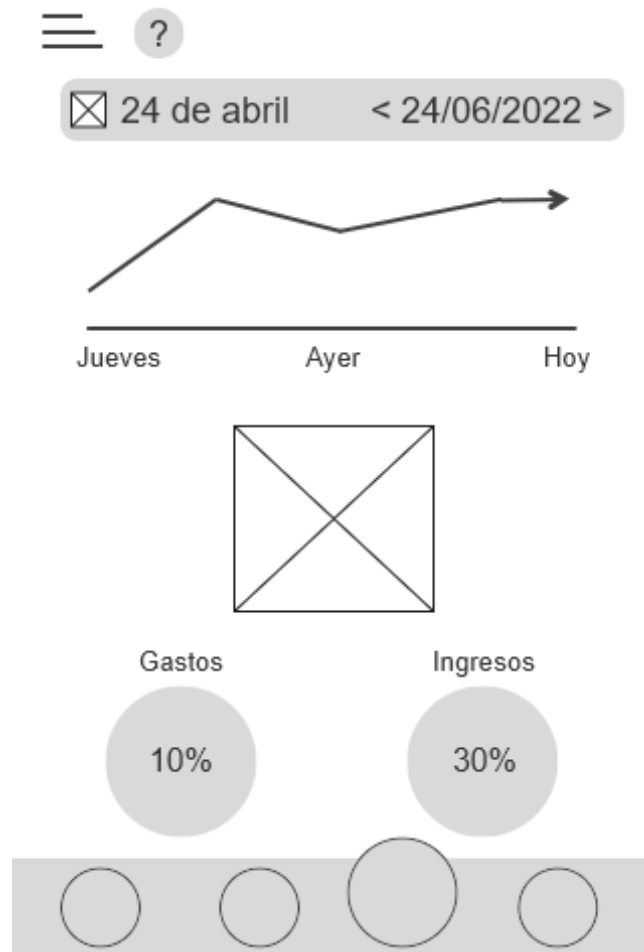 ?
24 de abril < 24/06/2022 >
Jueves Ayer Hoy
Gastos Ingresos
10% 30%